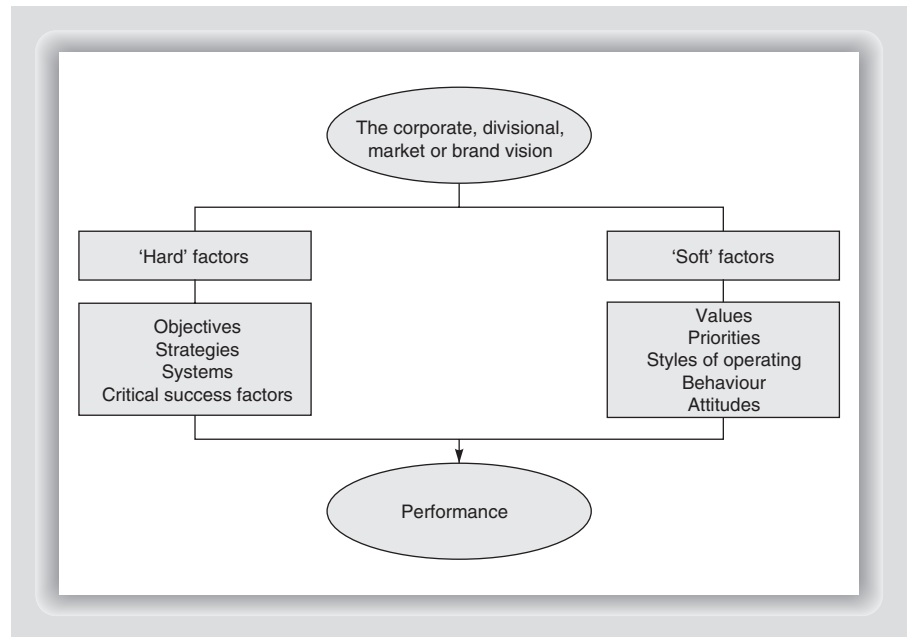 The corporate, divisional,
market or brand vision
‘Hard’ factors
‘Soft’ factors
Objectives
Strategies
Systems
Critical success factors
Values
Priorities
Styles of operating
Behaviour
Attitudes
Performance